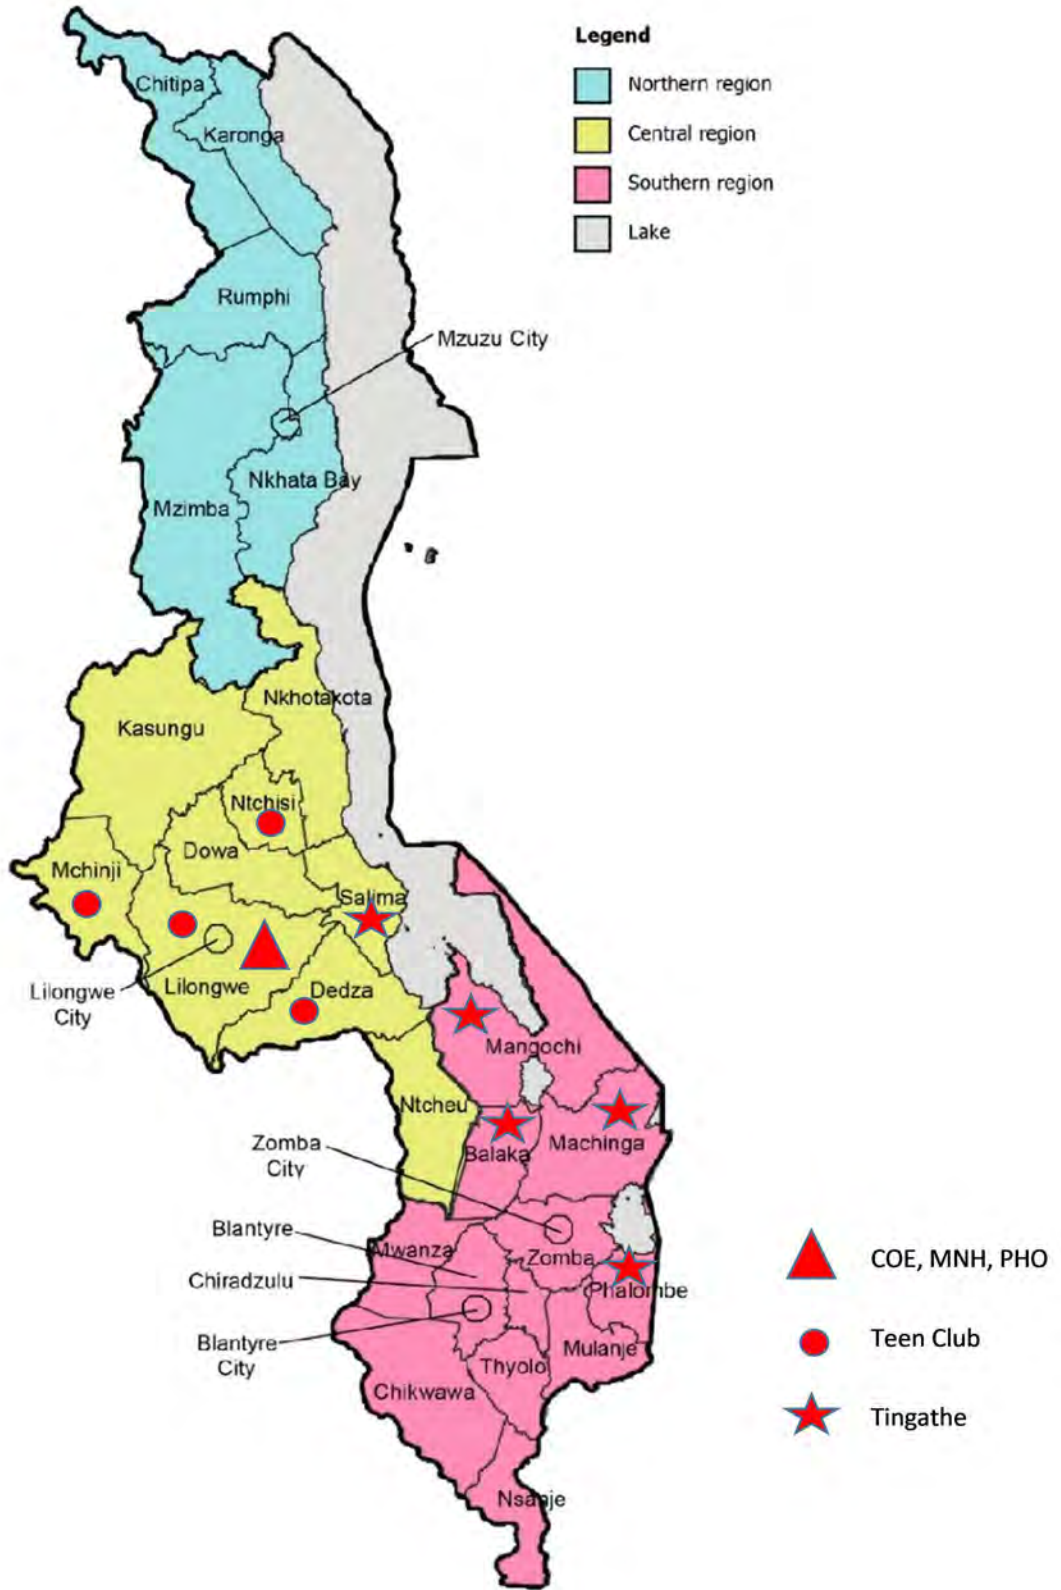 Legend
Northern region
Central region
Southern region
Lake
Chitipa
Karonga
Rumphi
Mzuzu City
Nkhata Bay
Mzimba
Nkhotakota
Kasungu
Ntchisi
Dowa
Mchinji
Salima
Lilongwe
City
Lilongwe
Dedza
Mangochi
Ntcheu
Zomba
City
Balaka
Machinga
Blantyre
Mwanza
Zomba
Chiradzulu
Phalombe
Blantyre
City
Mulanje
Thyolo
Chikwawa
Nsanje
COE, MNH, PHO
Teen Club
Tingathe